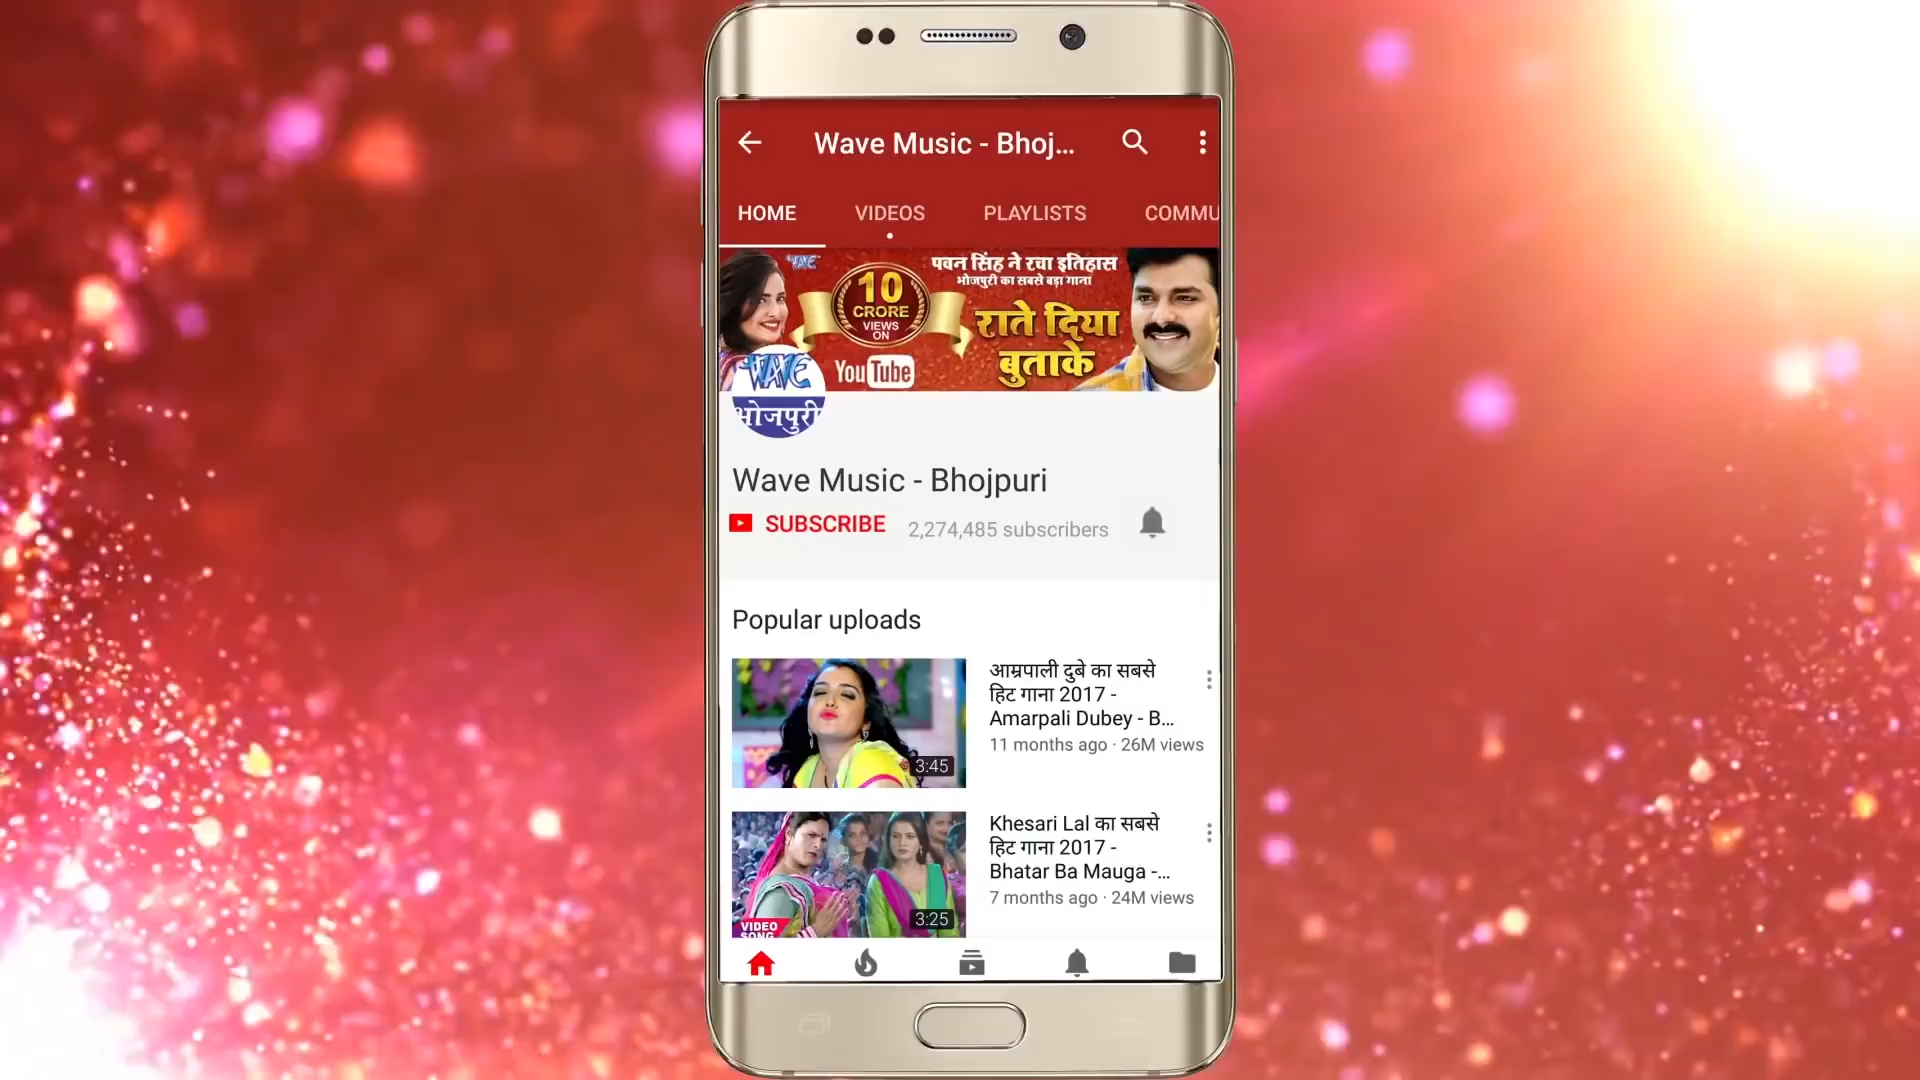 Wave Music - Bhoj...
HOME VIDEOS PLAYLISTS COMMU
WAVE
पवन सिंह ने रचा इतिहास
भोजपुरी का सबसे बड़ा गाना
10
CRORE
VIEWS
ON
YouTube
राते दिया
बुताके
WAVE
भोजपुरी
Wave Music - Bhojpuri
SUBSCRIBE 2,274,485 subscribers
Popular uploads
आम्रपाली दुबे का सबसे
हिट गाना 2017 -
Amarpali Dubey - B...
11 months ago · 26M views
3:45
Khesari Lal का सबसे
हिट गाना 2017 -
Bhatar Ba Mauga -...
7 months ago · 24M views
3:25
VIDEO
SONG